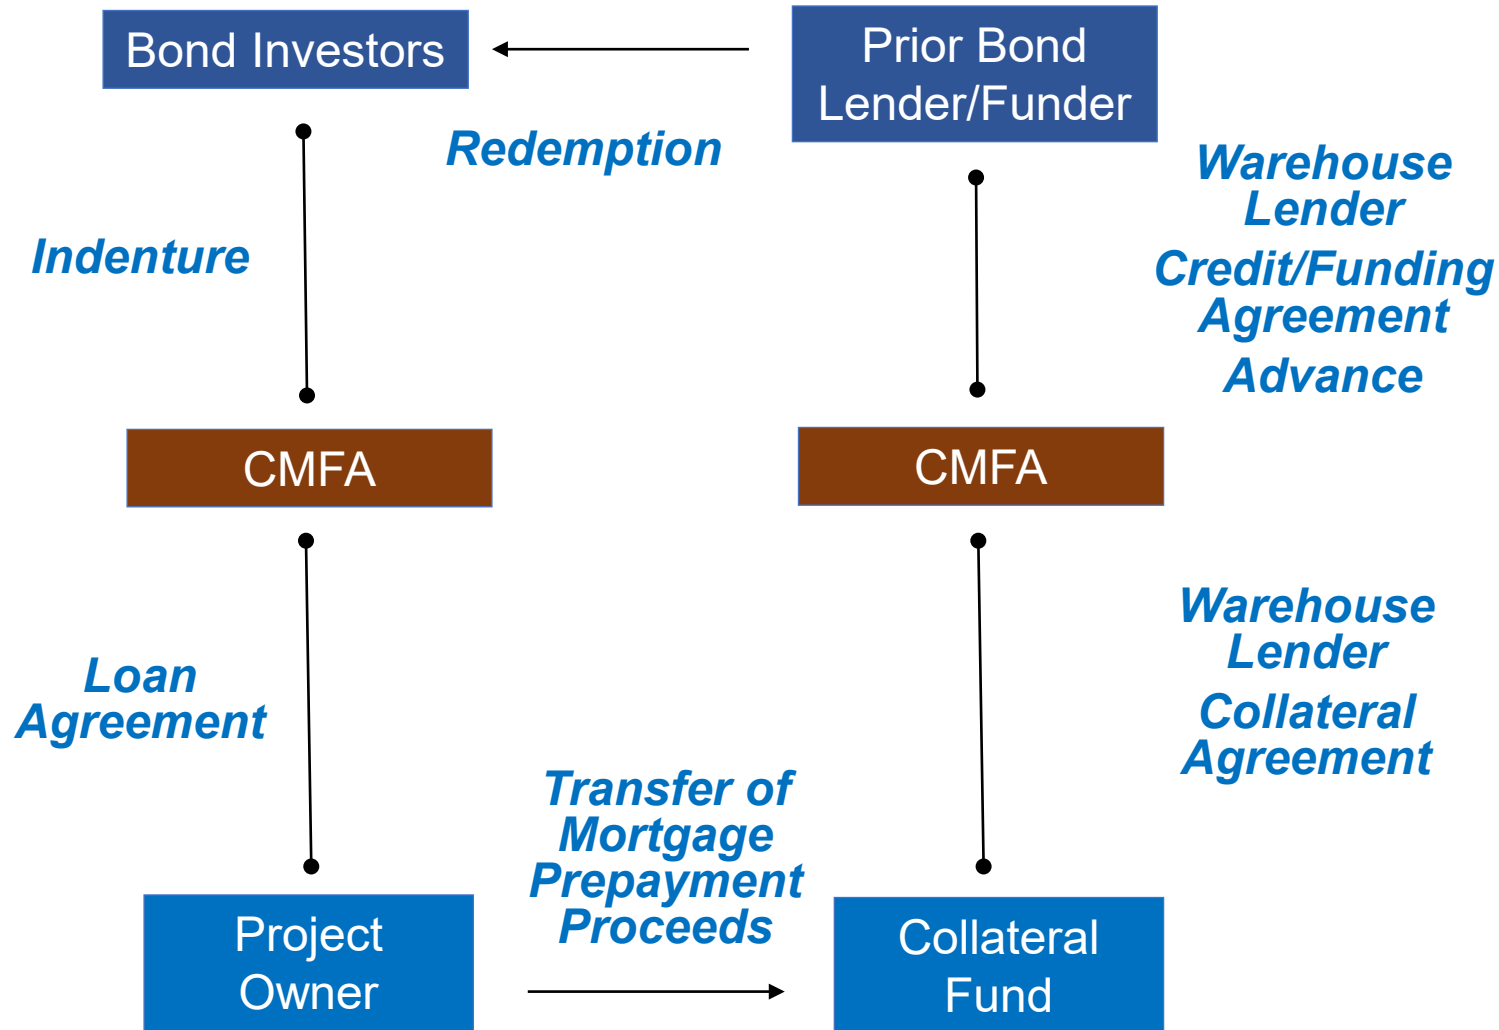 Bond Investors
Prior Bond
Lender/Funder
Redemption
Warehouse
Lender
Credit/Funding
Agreement
Advance
Indenture
CMFA
CMFA
Loan
Agreement
Warehouse
Lender
Collateral
Agreement
Transfer of
Mortgage
Prepayment
Proceeds
Project
Owner
Collateral
Fund